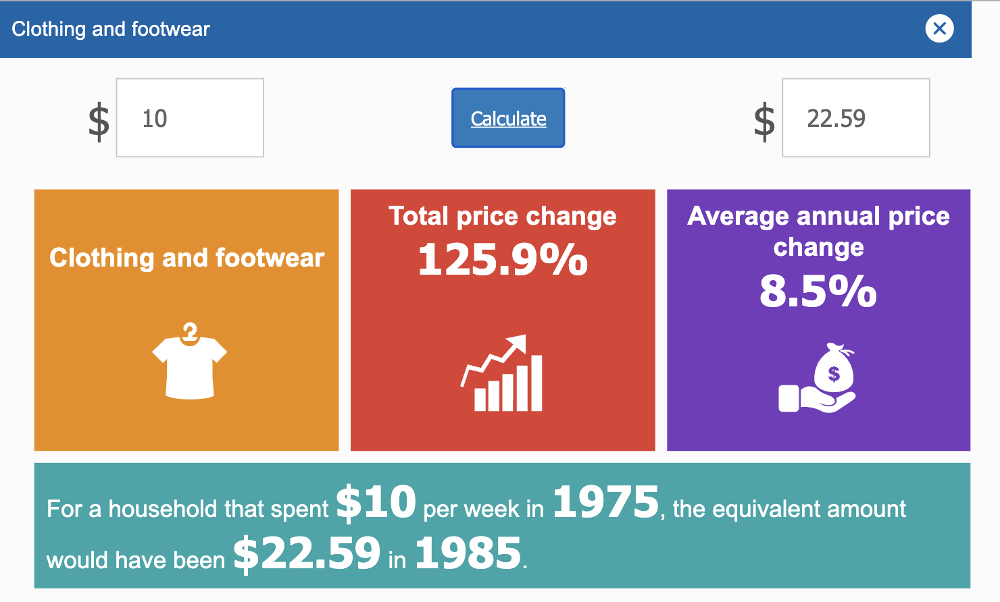 Clothing and footwear
$ 10
Calculate
$ 22.59
Clothing and footwear
Total price change
125.9%
Average annual price
change
8.5%
$
For a household that spent $10 per week in 1975, the equivalent amount
would have been $22.59 in 1985.